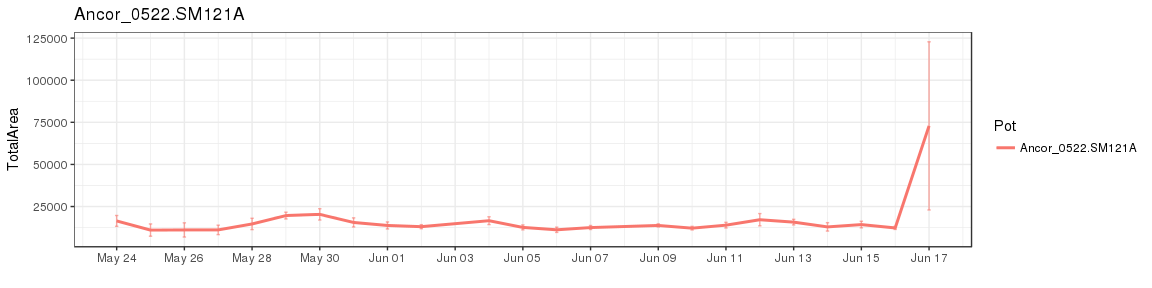 Ancor_0522.SM121A
125000
100000
75000
50000
25000
TotalArea
May 24 May 26 May 28 May 30 Jun 01 Jun 03 Jun 05 Jun 07 Jun 09 Jun 11 Jun 13 Jun 15 Jun 17
Pot
Ancor_0522.SM121A